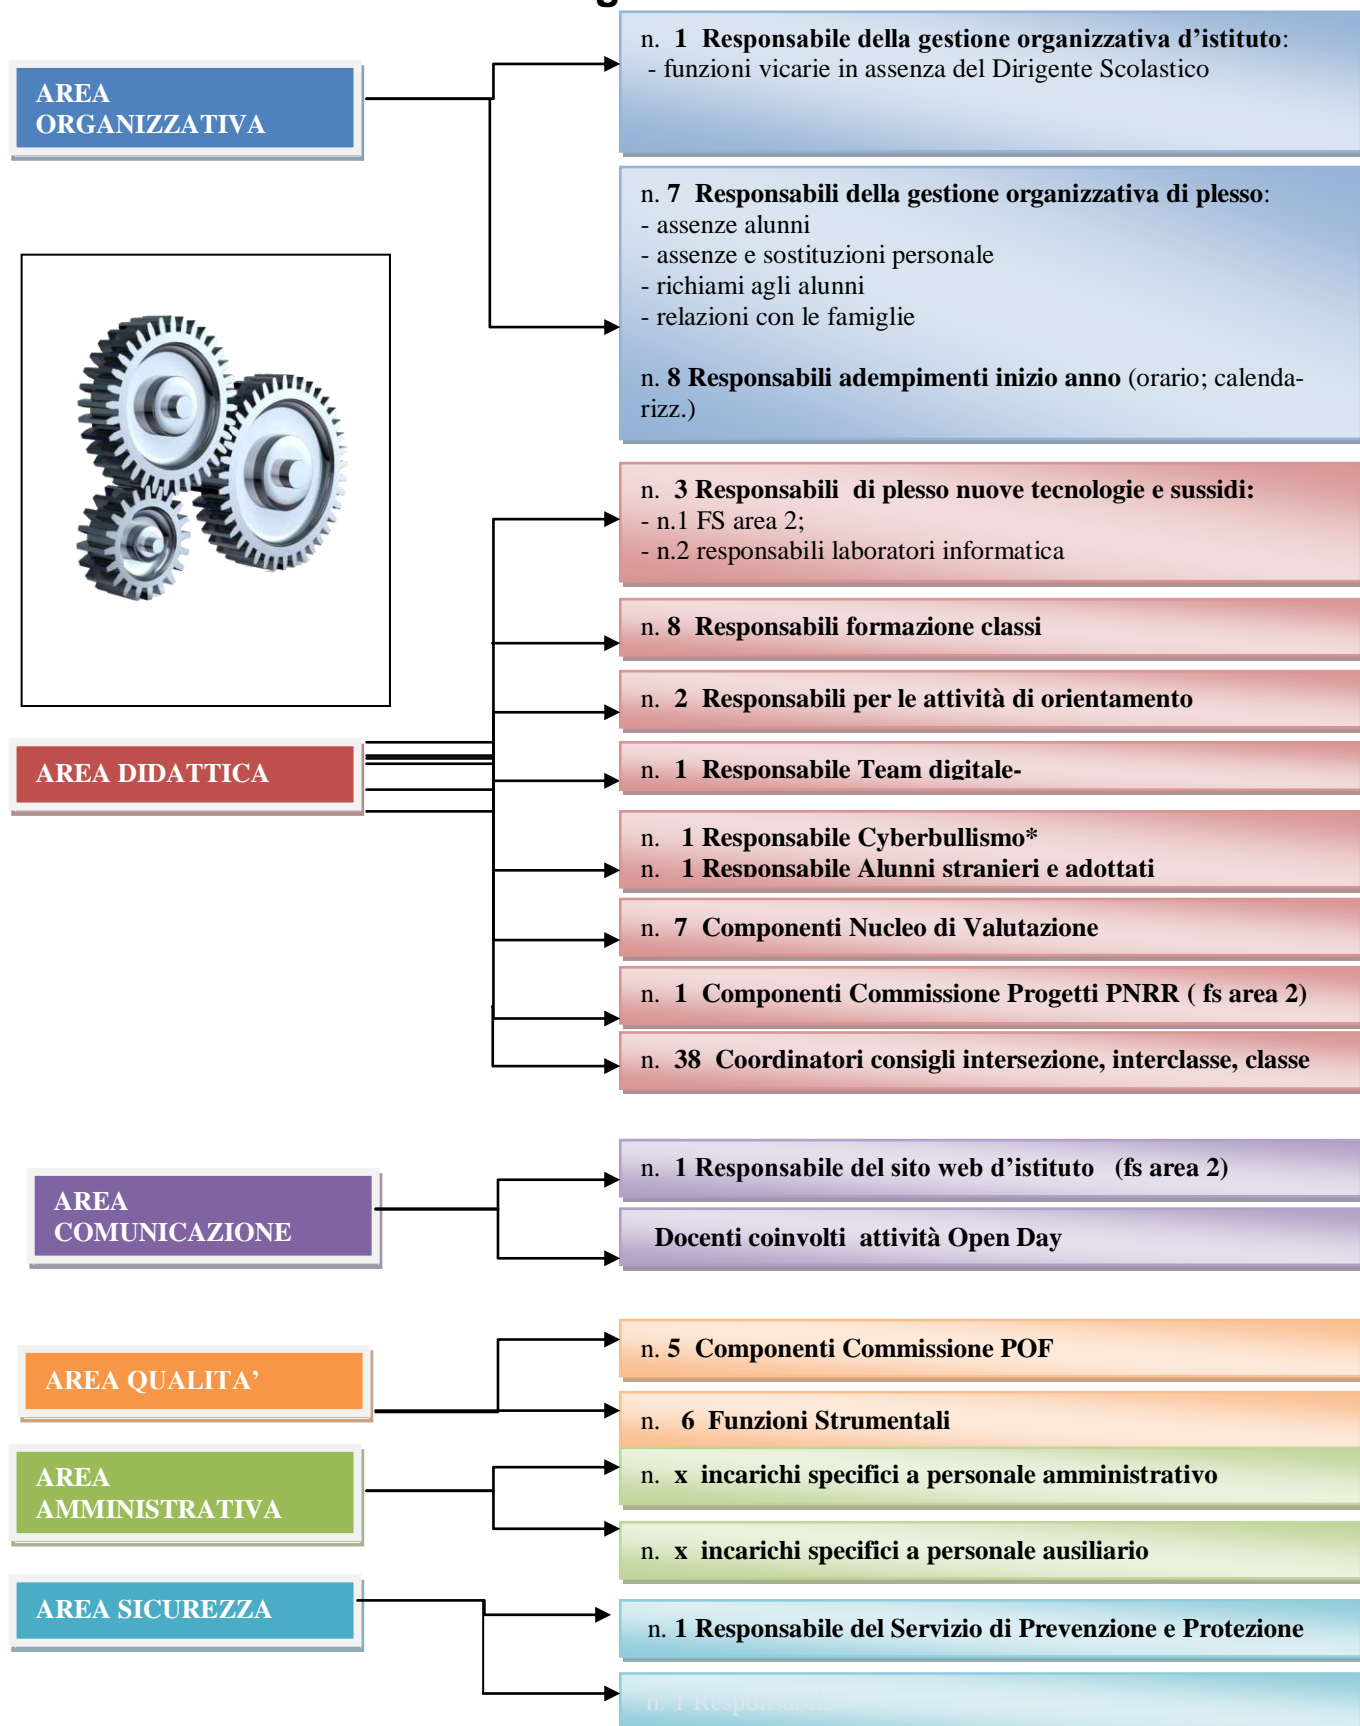 AREA
ORGANIZZATIVA
n. 1 Responsabile della gestione organizzativa d’istituto:
- funzioni vicarie in assenza del Dirigente Scolastico
n. 7 Responsabili della gestione organizzativa di plesso:
- assenze alunni
- assenze e sostituzioni personale
- richiami agli alunni
- relazioni con le famiglie
n. 8 Responsabili adempimenti inizio anno (orario; calenda-
rizz.)
AREA DIDATTICA
n. 3 Responsabili di plesso nuove tecnologie e sussidi:
- n.1 FS area 2;
- n.2 responsabili laboratori informatica
n. 8 Responsabili formazione classi
n. 2 Responsabili per le attività di orientamento
n. 1 Responsabile Team digitale-
n. 1 Responsabile Cyberbullismo*
n. 1 Responsabile Alunni stranieri e adottati
n. 7 Componenti Nucleo di Valutazione
n. 1 Componenti Commissione Progetti PNRR ( fs area 2)
n. 38 Coordinatori consigli intersezione, interclasse, classe
AREA
COMUNICAZIONE
n. 1 Responsabile del sito web d’istituto (fs area 2)
Docenti coinvolti attività Open Day
AREA QUALITA’
n. 5 Componenti Commissione POF
n. 6 Funzioni Strumentali
AREA
AMMINISTRATIVA
n. x incarichi specifici a personale amministrativo
n. x incarichi specifici a personale ausiliario
AREA SICUREZZA
n. 1 Responsabile del Servizio di Prevenzione e Protezione
n. 1 Responsabile